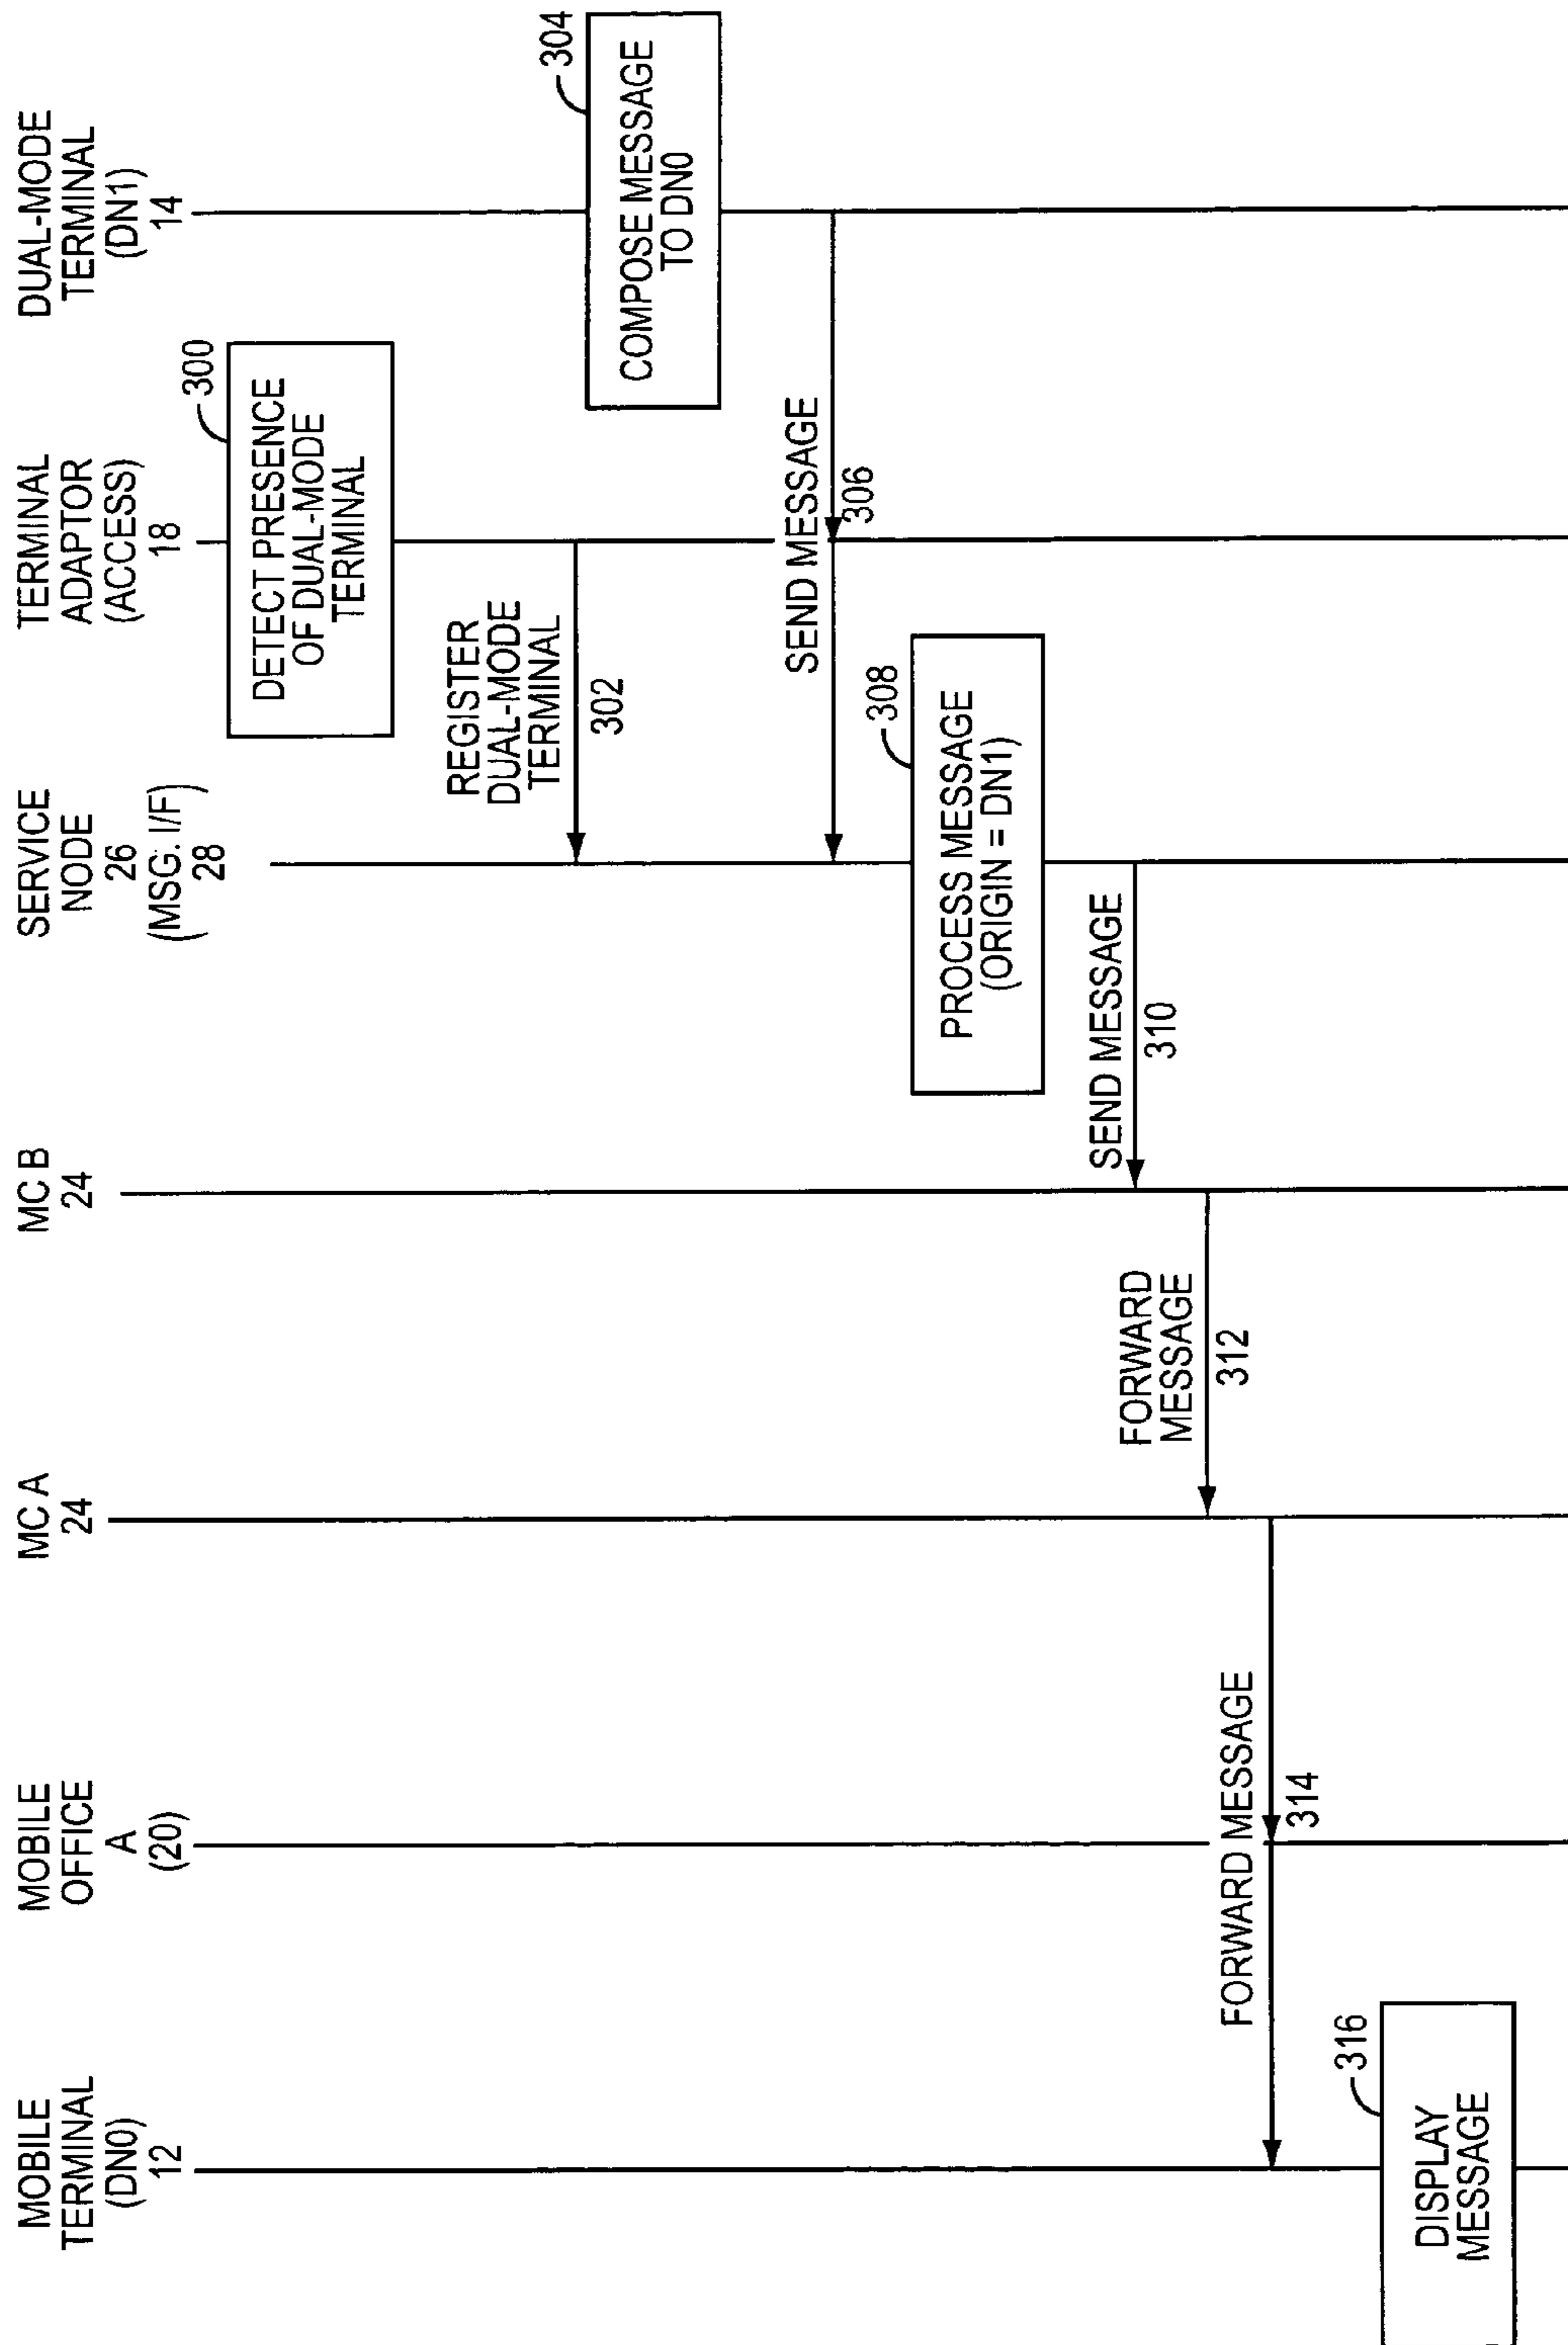 MOBILE
TERMINAL
(DN0)
12
MOBILE
OFFICE
A
(20)
MC A
24
MC B
24
SERVICE
NODE
26
(MSG. I/F)
28
TERMINAL
ADAPTOR
(ACCESS)
18
DUAL-MODE
TERMINAL
(DN1)
14
300
DETECT PRESENCE
OF DUAL-MODE
TERMINAL
REGISTER
DUAL-MODE
TERMINAL
302
304
COMPOSE MESSAGE
TO DN0
SEND MESSAGE
306
308
PROCESS MESSAGE
(ORIGIN = DN1)
SEND MESSAGE
310
FORWARD
MESSAGE
312
FORWARD MESSAGE
314
316
DISPLAY
MESSAGE